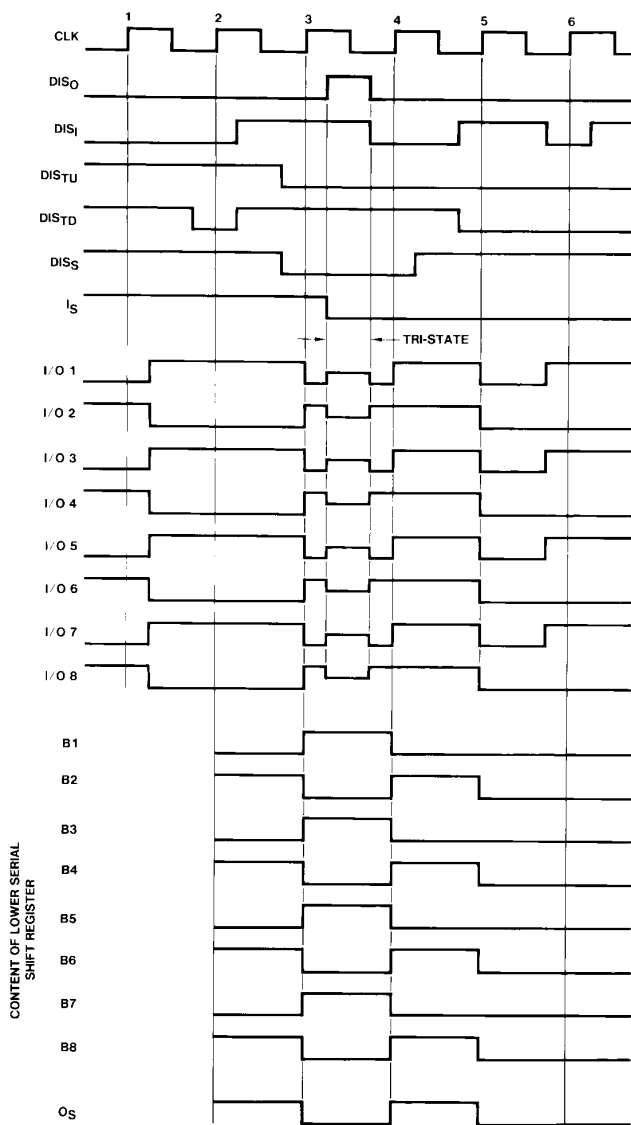 1 2 3 4 5 6
CLK
DISO
DISI
DISTU
DISTD
DISS
IS
TRI-STATE
I/O 1
I/O 2
I/O 3
I/O 4
I/O 5
I/O 6
I/O 7
I/O 8
CONTENT OF LOWER SERIAL
SHIFT REGISTER
B1
B2
B3
B4
B5
B6
B7
B8
OS